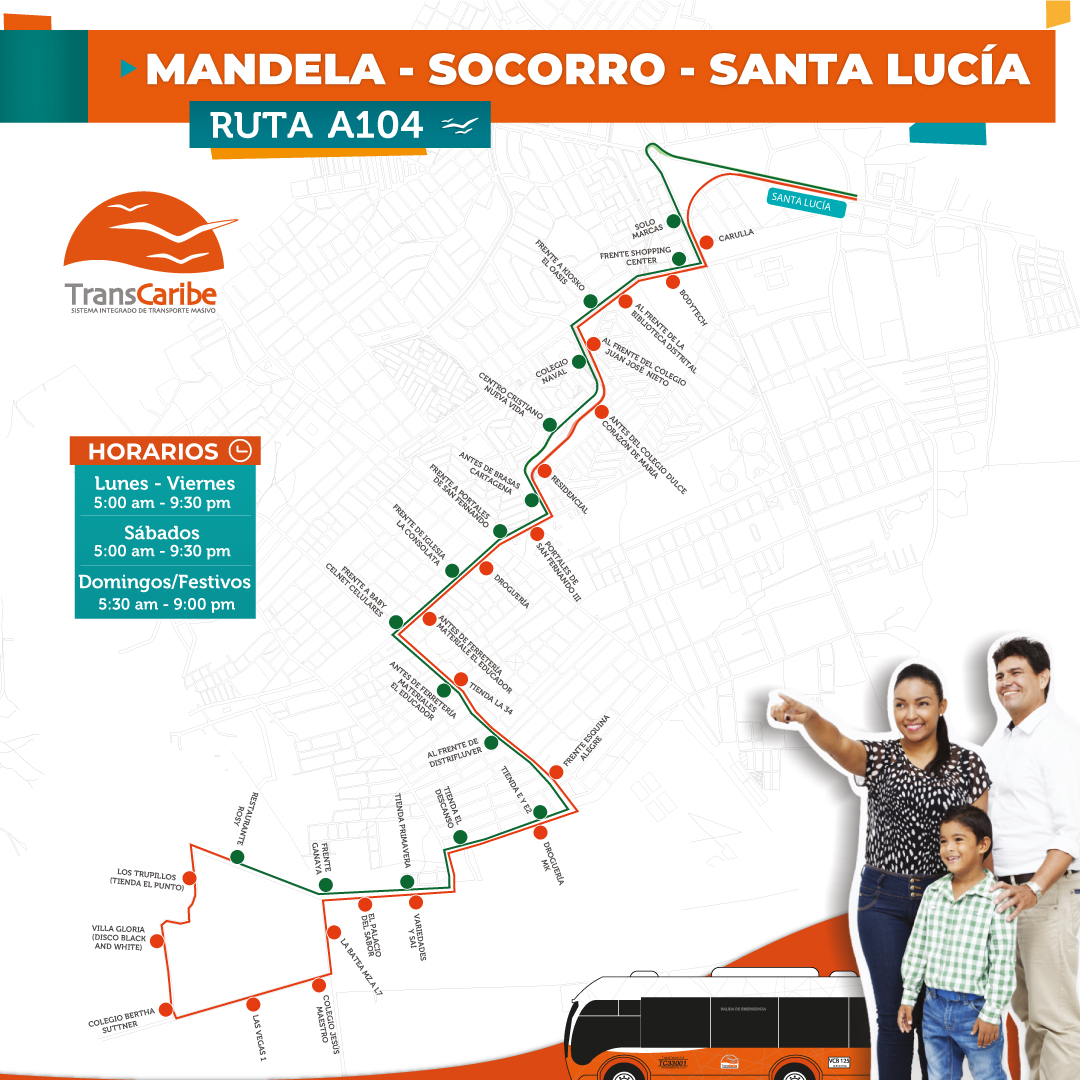 MANDELA - SOCORRO - SANTA LUCÍA
RUTA A104
TransCaribe
SISTEMA INTEGRADO DE TRANSPORTE MASIVO
SANTA LUCÍA
SOLO
MARCAS
CARULLA
FRENTE SHOPPING
CENTER
BODYTECH
FRENTE A KIOSKO
EL OASIS
AL FRENTE DE LA
BIBLIOTECA DISTRITAL
AL FRENTE DEL COLEGIO
JUAN JOSÉ NIETO
COLEGIO
NAVAL
CENTRO CRISTIANO
NUEVA VIDA
ANTES DEL COLEGIO DULCE
CORAZÓN DE MARÍA
HORARIOS
Lunes - Viernes
5:00 am - 9:30 pm
Sábados
5:00 am - 9:30 pm
Domingos/Festivos
5:30 am - 9:00 pm
ANTES DE BRASAS
CARTAGENA
RESIDENCIAL
FRENTE A PORTALES
DE SAN FERNANDO
PORTALES DE
SAN FERNANDO III
FRENTE DE IGLESIA
LA CONSOLATA
DROGUERÍA
FRENTE A BABY
CELNET CELULARES
ANTES DE FERRETERÍA
MATERIALE EL EDUCADOR
TIENDA LA 34
ANTES DE FERRETERÍA
MATERIALES
EL EDUCADOR
AL FRENTE DE
DISTRIFLUVER
FRENTE ESQUINA
ALEGRE
TIENDA E Y E2
TIENDA EL
DESCANSO
DROGUERÍA
MK
TIENDA PRIMAVERA
RESTAURANTE
ROSY
FRENTE
GANAYA
LOS TRUPILLOS
(TIENDA EL PUNTO)
EL PALACIO
DEL SABOR
VARIEDADES
Y SAI
VILLA GLORIA
(DISCO BLACK
AND WHITE)
LA BATEA MZ.A L7
COLEGIO BERTHA
SUTTNER
LAS VEGAS 1
COLEGIO JESÚS
MAESTRO
SALIDA DE EMERGENCIA
TC33001
VCB 125